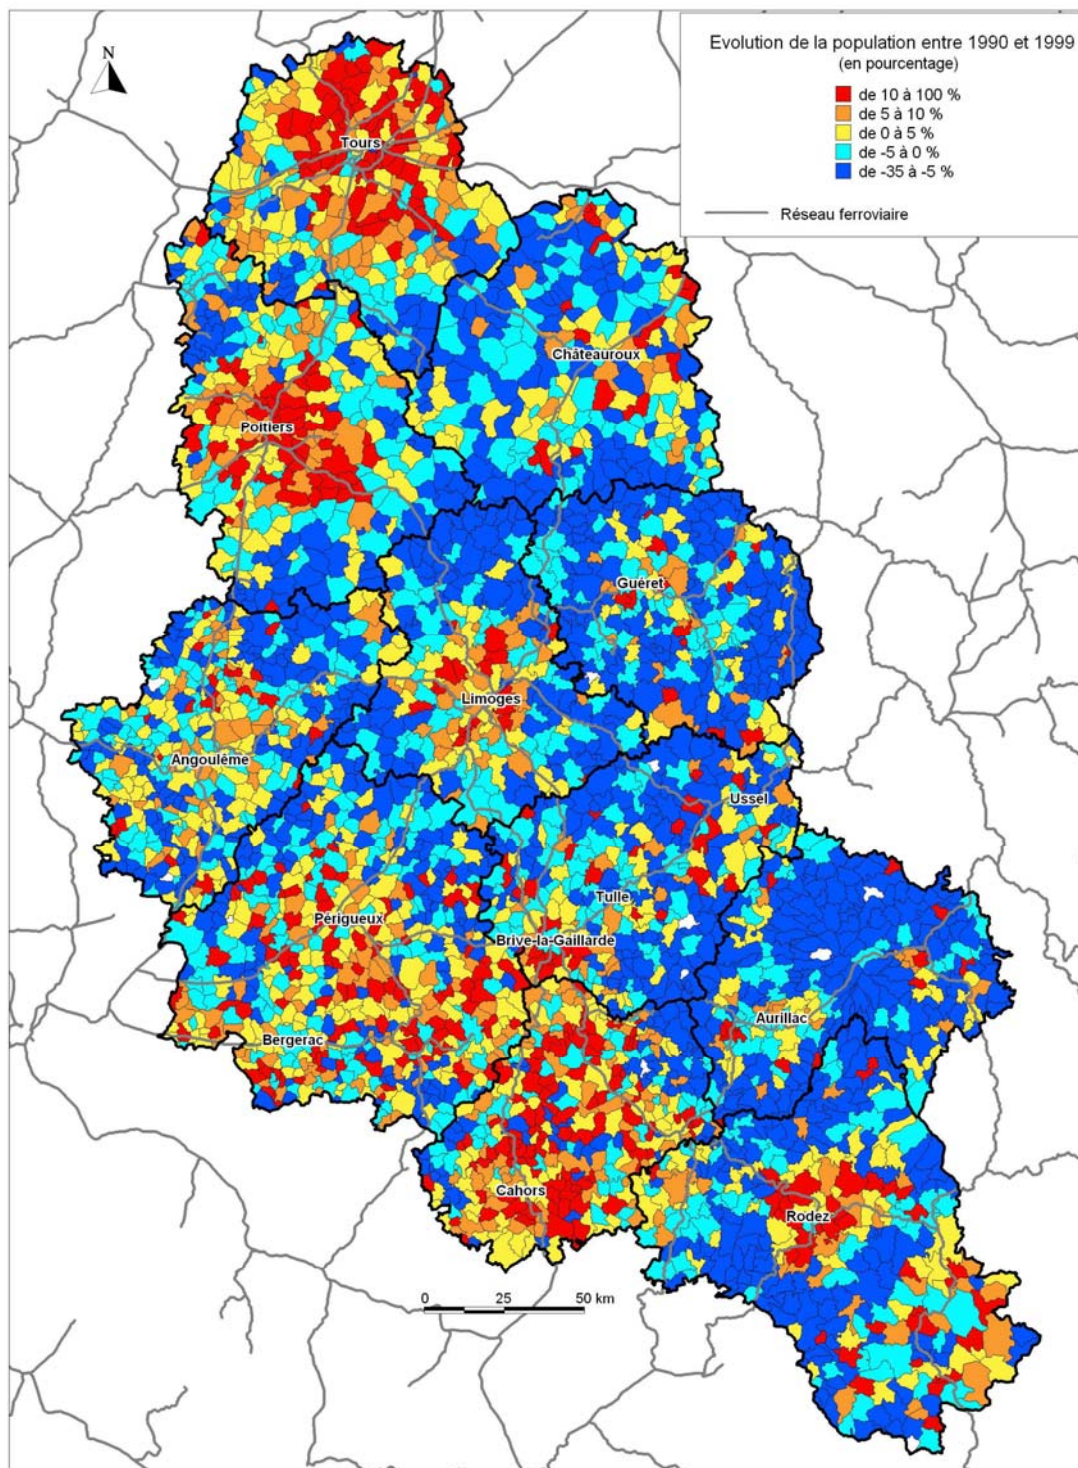 Evolution de la population entre 1990 et 1999
(en pourcentage)
de 10 à 100 %
de 5 à 10 %
de 0 à 5 %
de -5 à 0 %
de -35 à -5 %
Réseau ferroviaire
N
Tours
Châteauroux
Poitiers
Guéret
Limoges
Angoulême
Ussel
Tulle
Périgueux
Brive-la-Gaillarde
Aurillac
Bergerac
Cahors
Rodez
0 25 50 km